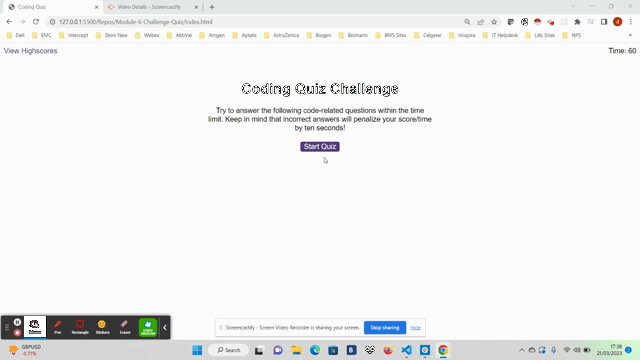 Coding Quiz
Video Details - Screencastify
127.0.0.1:5500/Repos/Module-6-Challenge-Quiz/index.html
Dell
EMC
Intercept
Shire New
Webex
AbbVie
Amgen
Aptalis
AstraZenica
Biogen
Biomarin
BMS Sites
Celgene
Hospira
IT Helpdesk
Lilly Sites
NPS
View Highscores
Time: 60
Coding Quiz Challenge
Try to answer the following code-related questions within the time
limit. Keep in mind that incorrect answers will penalize your score/time
by ten seconds!
Start Quiz
Pen
Rectangle
Stickers
Eraser
Screencastify - Screen Video Recorder is sharing your screen.
Stop sharing
Hide
GBPUSD
-0.71%
Search
17:38
21/03/2023